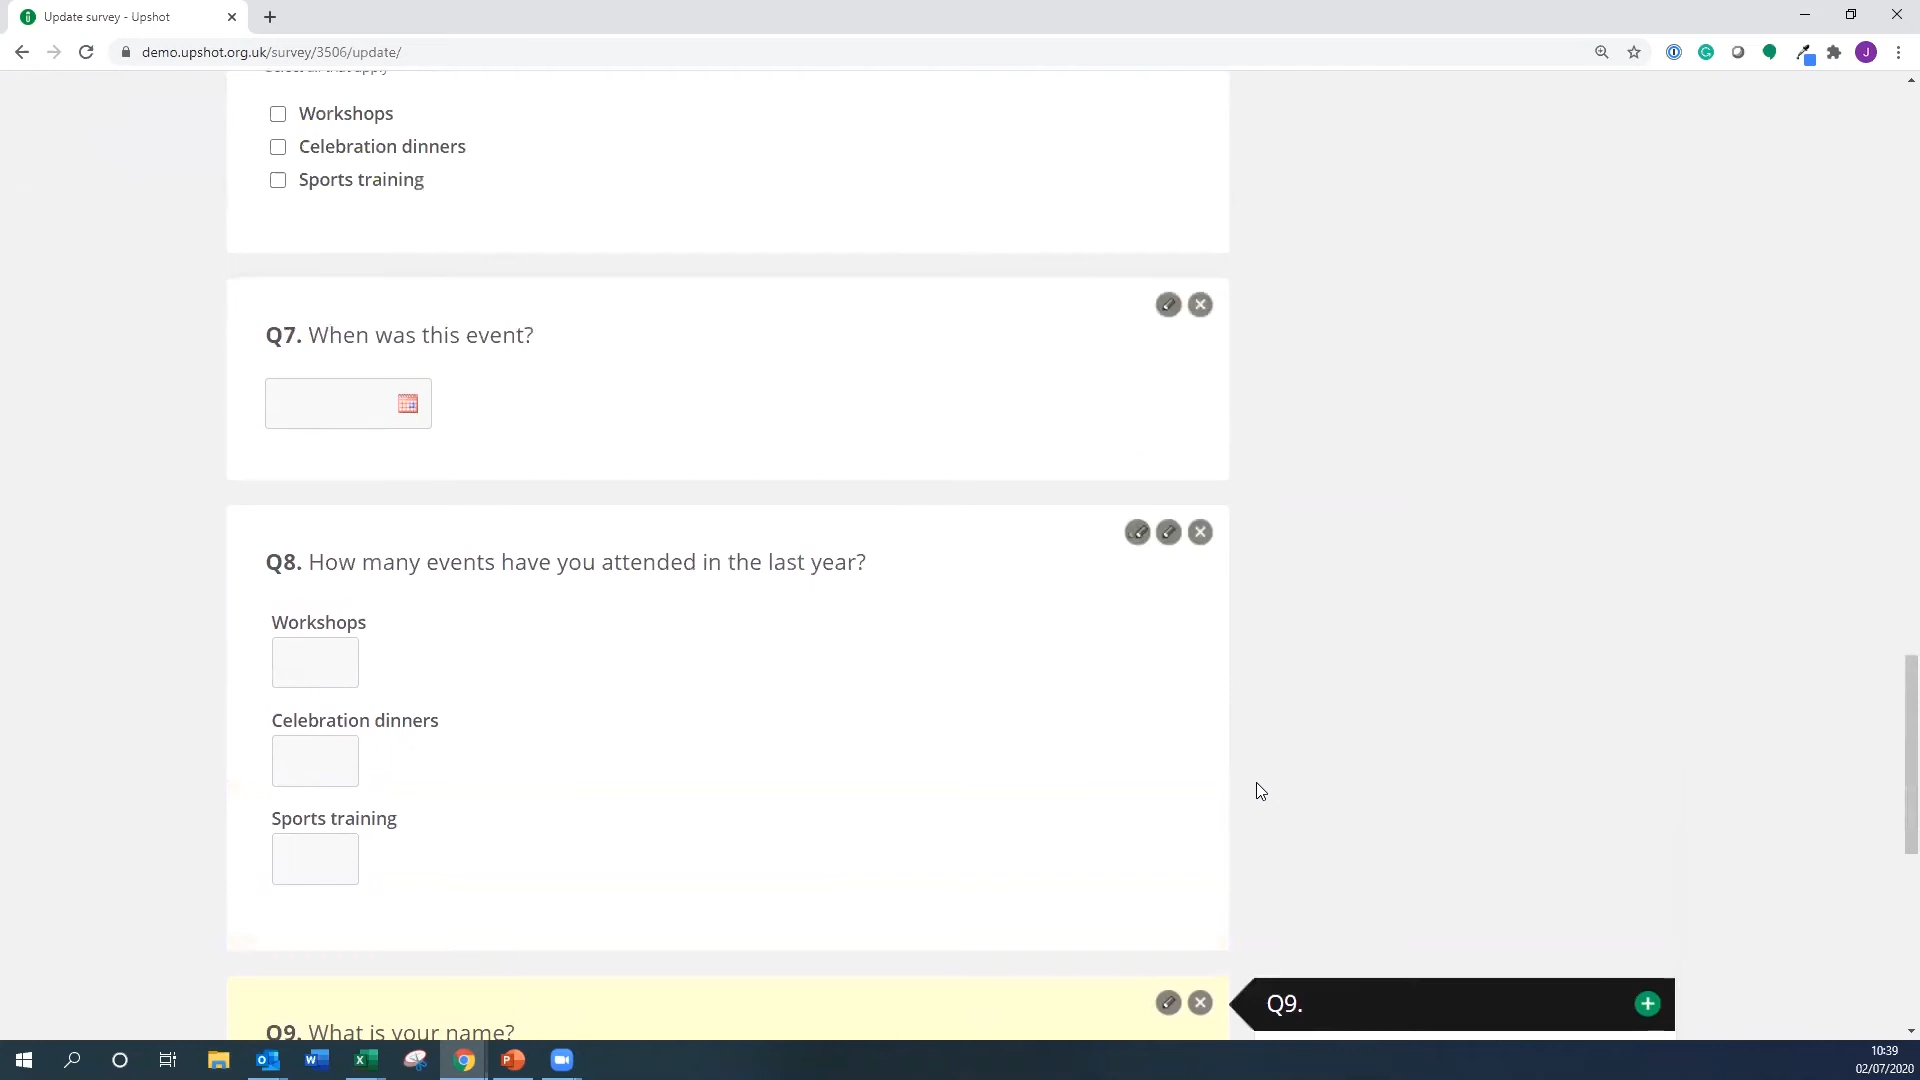 Update survey - Upshot
demo.upshot.org.uk/survey/3506/update/
J
Workshops
Celebration dinners
Sports training
Q7. When was this event?
Q8. How many events have you attended in the last year?
Workshops
Celebration dinners
Sports training
Q9. What is your name?
Q9.
10:39
02/07/2020